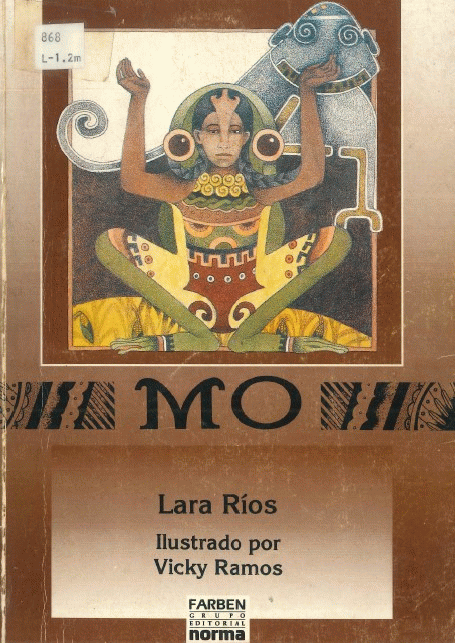 868
L-1.2m
MO
Lara Ríos
Ilustrado por
Vicky Ramos
FARBEN
GRUPO
EDITORIAL
norma